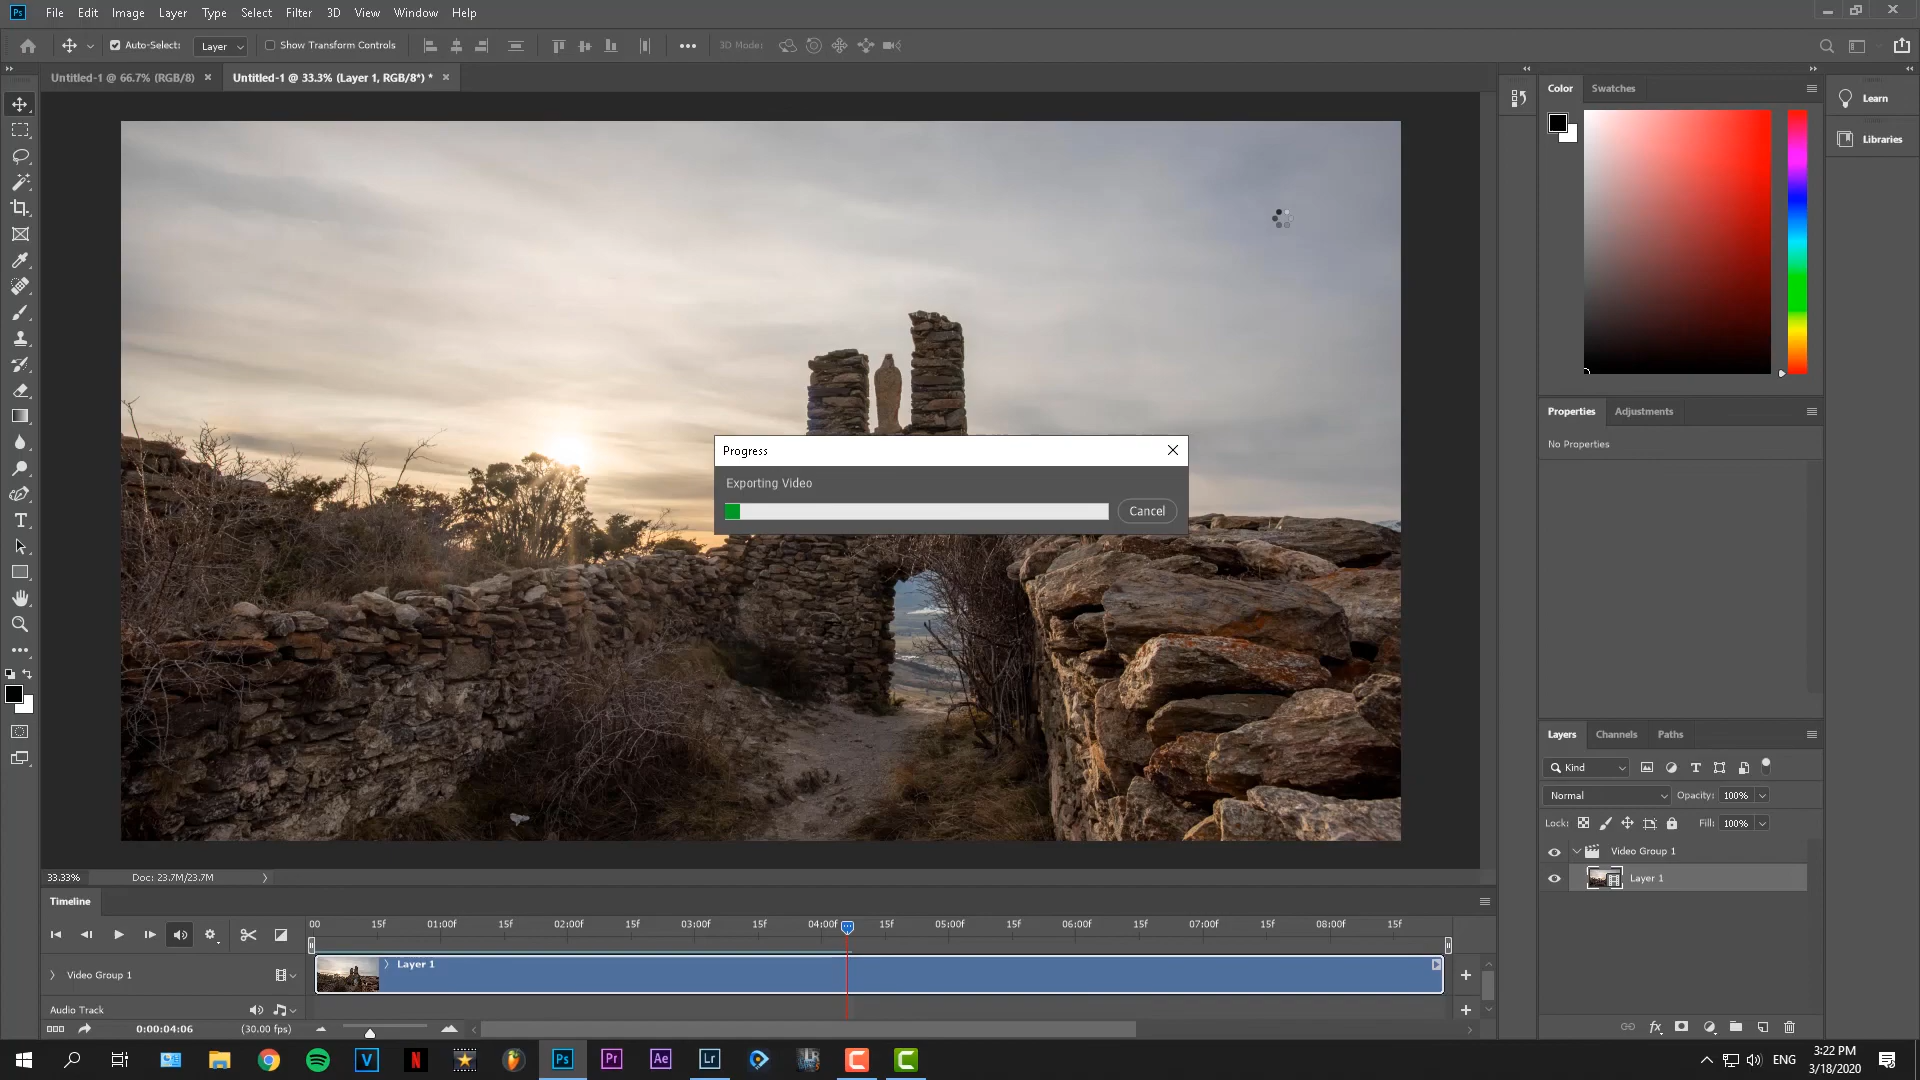 Ps File Edit Image Layer Type Select Filter 3D View Window Help
Auto-Select: Layer Show Transform Controls 3D Mode:
Untitled-1 @ 66.7% (RGB/8) × Untitled-1 @ 33.3% (Layer 1, RGB/8*) * ×
Color Swatches
Learn
Libraries
Properties Adjustments
No Properties
Progress
Exporting Video
Cancel
Layers Channels Paths
Kind
Normal Opacity: 100%
Lock: Fill: 100%
Video Group 1
Layer 1
33.33% Doc: 23.7M/23.7M
Timeline
00 15f 01:00f 15f 02:00f 15f 03:00f 15f 04:00f 15f 05:00f 15f 06:00f 15f 07:00f 15f 08:00f 15f
Layer 1
Video Group 1
Audio Track
0:00:04:06 (30.00 fps)
V N Ps Pr Ae Lr LR C C
ENG
3:22 PM
3/18/2020